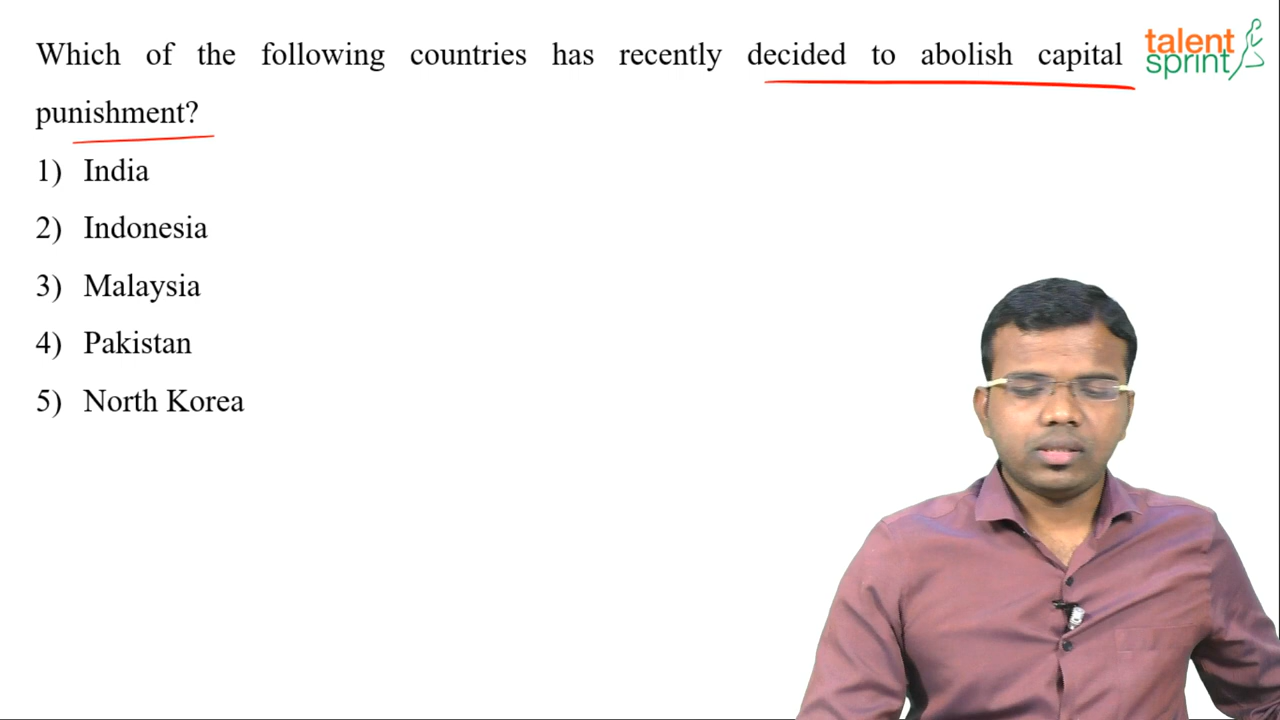 Which of the following countries has recently decided to abolish capital
punishment?
1) India
2) Indonesia
3) Malaysia
4) Pakistan
5) North Korea
talent
sprint